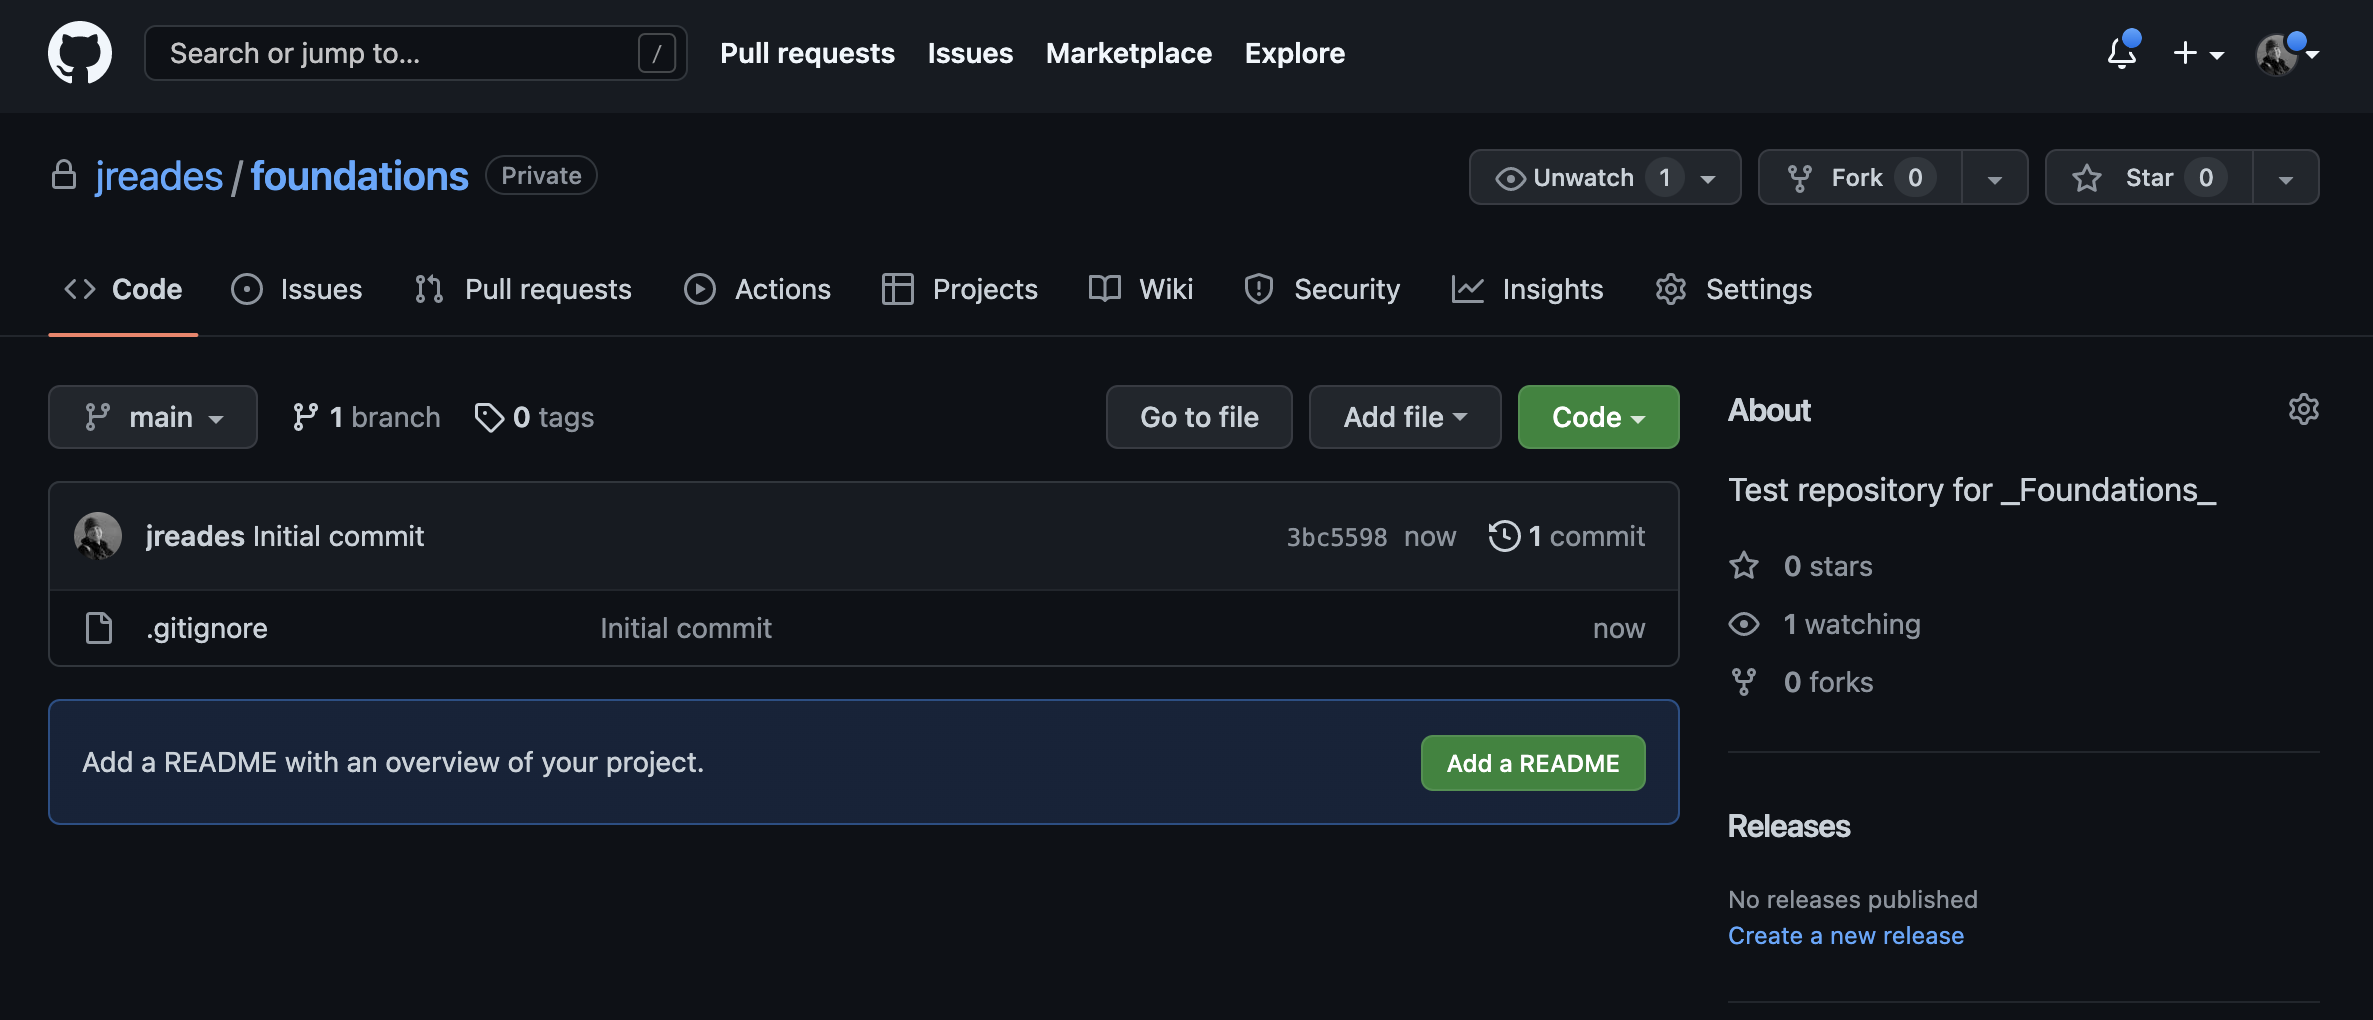 Search or jump to... /
Pull requests Issues Marketplace Explore
jreades / foundations Private
Unwatch 1 Fork 0 Star 0
Code Issues Pull requests Actions Projects Wiki Security Insights Settings
main 1 branch 0 tags
Go to file Add file Code
jreades Initial commit 3bc5598 now 1 commit
.gitignore Initial commit now
Add a README with an overview of your project. Add a README
About
Test repository for _Foundations_
0 stars
1 watching
0 forks
Releases
No releases published
Create a new release